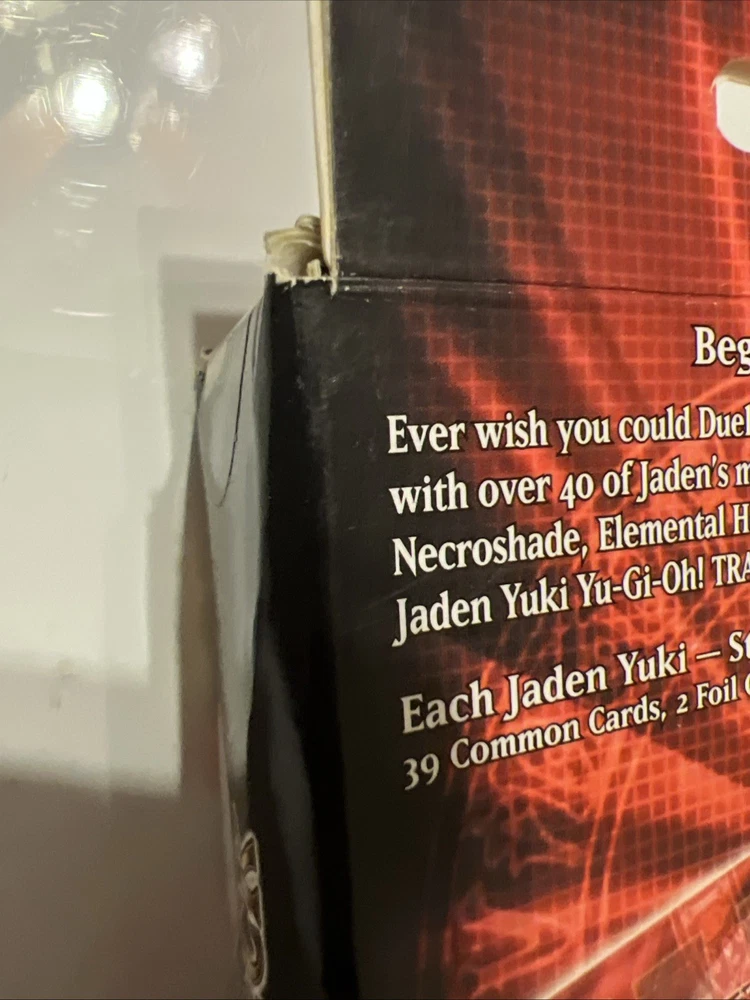 Beg
Ever wish you could Duel
with over 40 of Jaden's m
Necroshade, Elemental H
Jaden Yuki Yu-Gi-Oh! TRA
Each Jaden Yuki – St
39 Common Cards, 2 Foil C